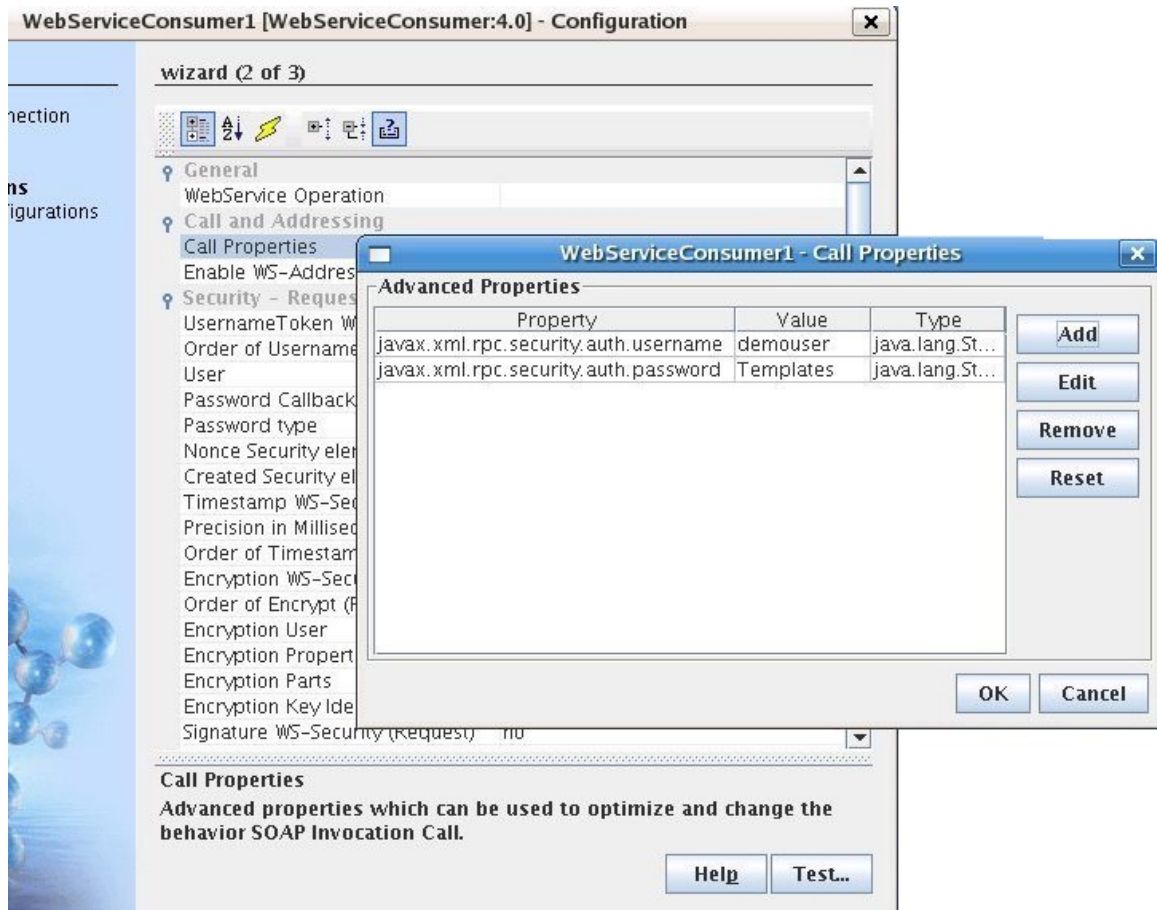 WebServiceConsumer1 [WebServiceConsumer:4.0] - Configuration
wizard (2 of 3)
nection
ns
igurations
General
WebService Operation
Call and Addressing
Call Properties
Enable WS-Addres
Security - Reques
UsernameToken W
Order of Username
User
Password Callback
Password type
Nonce Security eler
Created Security el
Timestamp WS-Sec
Precision in Millisec
Order of Timestam
Encryption WS-Secu
Order of Encrypt (R
Encryption User
Encryption Propert
Encryption Parts
Encryption Key Ide
Signature WS-Security (Request) no
WebServiceConsumer1 - Call Properties
Advanced Properties
Property Value Type
javax.xml.rpc.security.auth.username demouser java.lang.St...
javax.xml.rpc.security.auth.password Templates java.lang.St...
Add
Edit
Remove
Reset
OK Cancel
Call Properties
Advanced properties which can be used to optimize and change the
behavior SOAP Invocation Call.
Help Test...